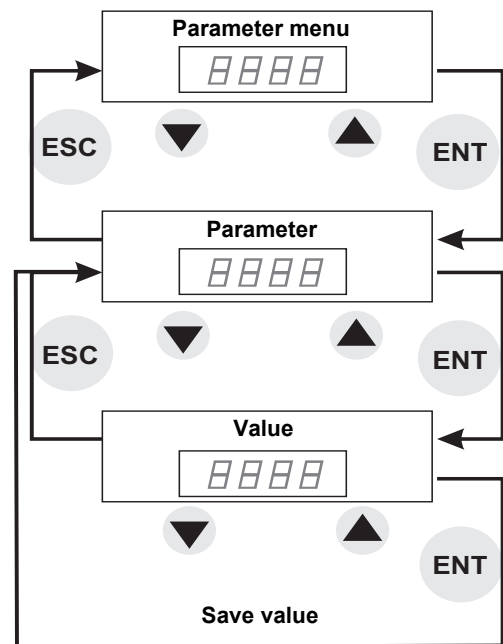 Parameter menu
8888
ESC
ENT
Parameter
8888
ESC
ENT
Value
8888
ENT
Save value